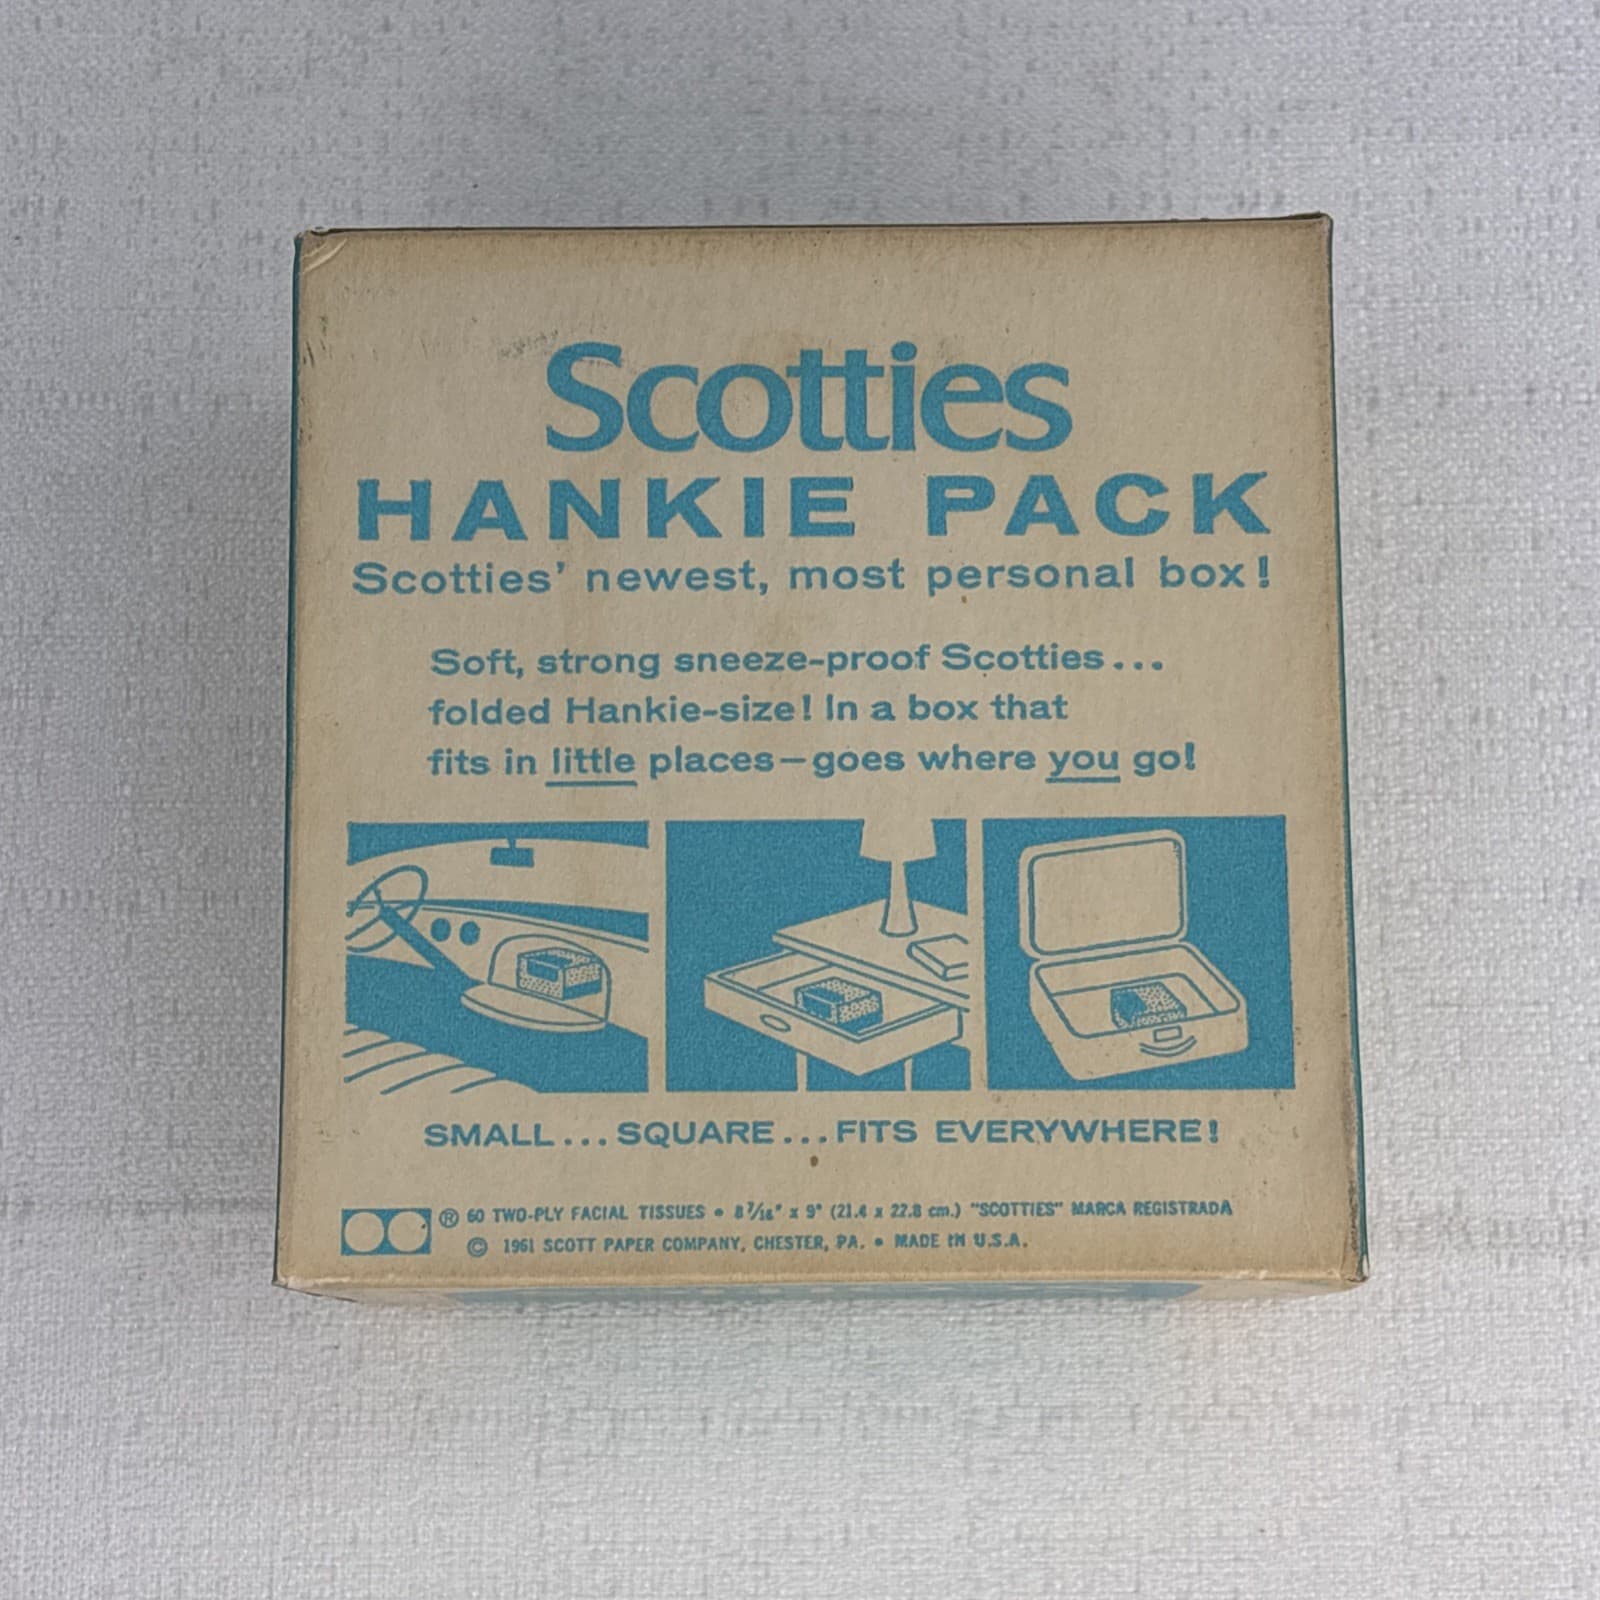 Scotties
HANKIE PACK
Scotties' newest, most personal box!
Soft, strong sneeze-proof Scotties...
folded Hankie-size! In a box that
fits in little places—goes where you go!
SMALL...SQUARE...FITS EVERYWHERE!
® 60 TWO-PLY FACIAL TISSUES • 8 7/16" x 9" (21.4 x 22.8 cm.) "SCOTTIES" MARCA REGISTRADA
© 1961 SCOTT PAPER COMPANY, CHESTER, PA. • MADE IN U.S.A.